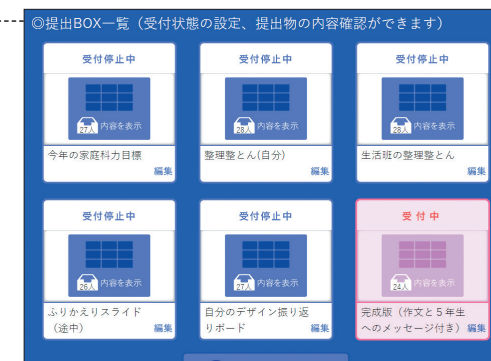 ◎提出BOX一覧（受付状態の設定、提出物の内容確認ができます）
受付停止中
27人 内容を表示
今年の家庭科力目標
編集
受付停止中
28人 内容を表示
整理整とん(自分)
編集
受付停止中
28人 内容を表示
生活班の整理整とん
編集
受付停止中
26人 内容を表示
ふりかえりスライド
（途中）
編集
受付停止中
27人 内容を表示
自分のデザイン振り返
りボード
編集
受付中
24人 内容を表示
完成版（作文と５年生
へのメッセージ付き）
編集